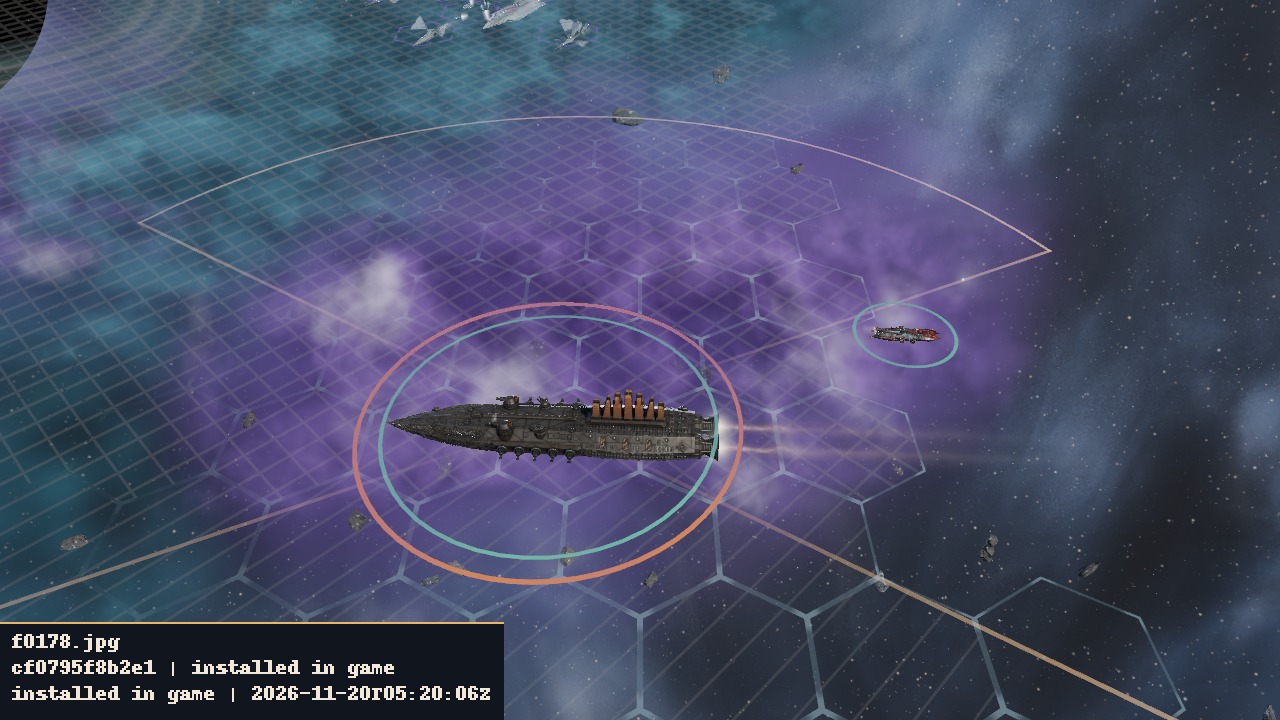 f0178.jpg
cf0795f8b2e1 | installed in game
installed in game | 2026-11-20T05:20:06Z